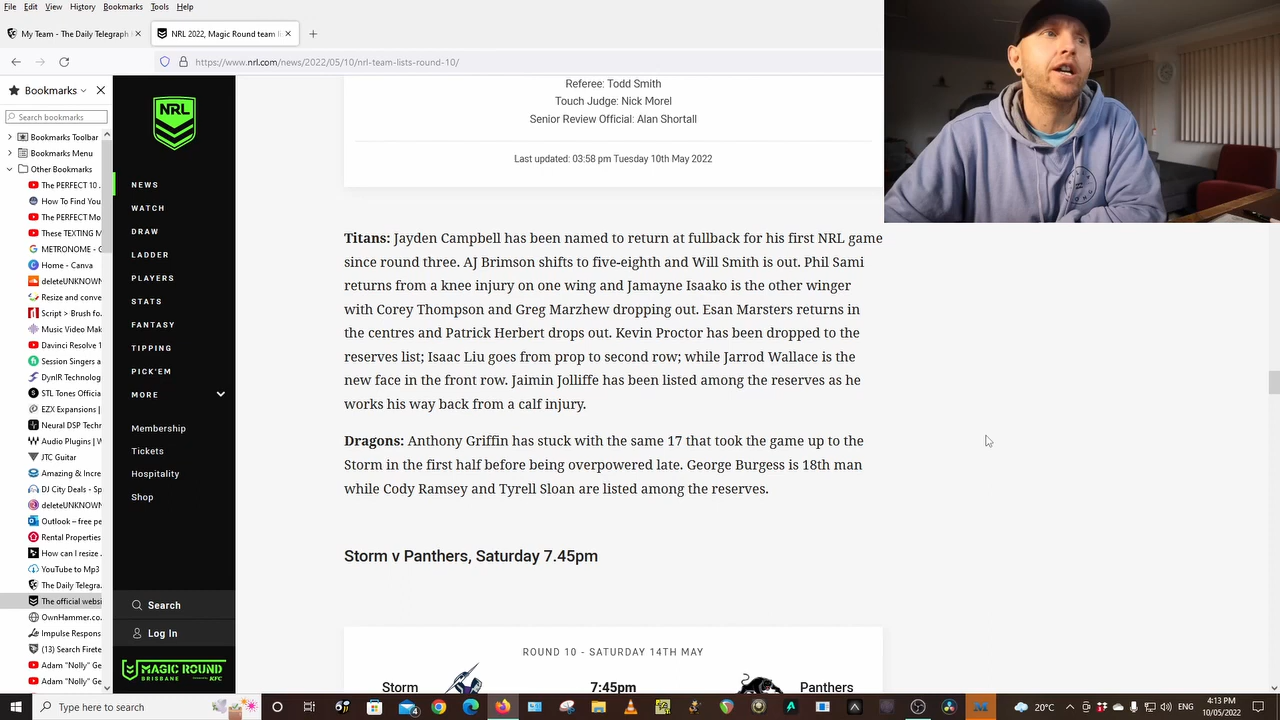 File Edit View History Bookmarks Tools Help
My Team - The Daily Telegraph
NRL 2022, Magic Round team li
https://www.nrl.com/news/2022/05/10/nrl-team-lists-round-10/
Bookmarks
Search bookmarks
Bookmarks Toolbar
Bookmarks Menu
Other Bookmarks
The PERFECT 10 ..
How To Find You
The PERFECT Mo
These TEXTING M
METRONOME - G
Home - Canva
deleteUNKNOWN
Resize and conve
Script > Brush fo
Music Video Mak
Davinci Resolve 1
Session Singers a
DynIR Technolog
STL Tones Officia
EZX Expansions |
Neural DSP Techn
Audio Plugins | W
JTC Guitar
Amazing & Incre
DJ City Deals - Sp
deleteUNKNOWN
Outlook – free pe
Rental Properties
How can I resize .
YouTube to Mp3
The Daily Telegra
The official websi
OwnHammer.co.
Impulse Respons
(13) Search Firete
Adam "Nolly" Ge
Adam "Nolly" Ge
NRL
NEWS
WATCH
DRAW
LADDER
PLAYERS
STATS
FANTASY
TIPPING
PICK'EM
MORE
Membership
Tickets
Hospitality
Shop
Search
Log In
MAGIC ROUND
BRISBANE
KFC
Referee: Todd Smith
Touch Judge: Nick Morel
Senior Review Official: Alan Shortall
Last updated: 03:58 pm Tuesday 10th May 2022
Titans: Jayden Campbell has been named to return at fullback for his first NRL game
since round three. AJ Brimson shifts to five-eighth and Will Smith is out. Phil Sami
returns from a knee injury on one wing and Jamayne Isaako is the other winger
with Corey Thompson and Greg Marzhew dropping out. Esan Marsters returns in
the centres and Patrick Herbert drops out. Kevin Proctor has been dropped to the
reserves list; Isaac Liu goes from prop to second row; while Jarrod Wallace is the
new face in the front row. Jaimin Jolliffe has been listed among the reserves as he
works his way back from a calf injury.
Dragons: Anthony Griffin has stuck with the same 17 that took the game up to the
Storm in the first half before being overpowered late. George Burgess is 18th man
while Cody Ramsey and Tyrell Sloan are listed among the reserves.
Storm v Panthers, Saturday 7.45pm
ROUND 10 - SATURDAY 14TH MAY
Storm 7:45pm Panthers
Type here to search
20°C
ENG
4:13 PM
10/05/2022